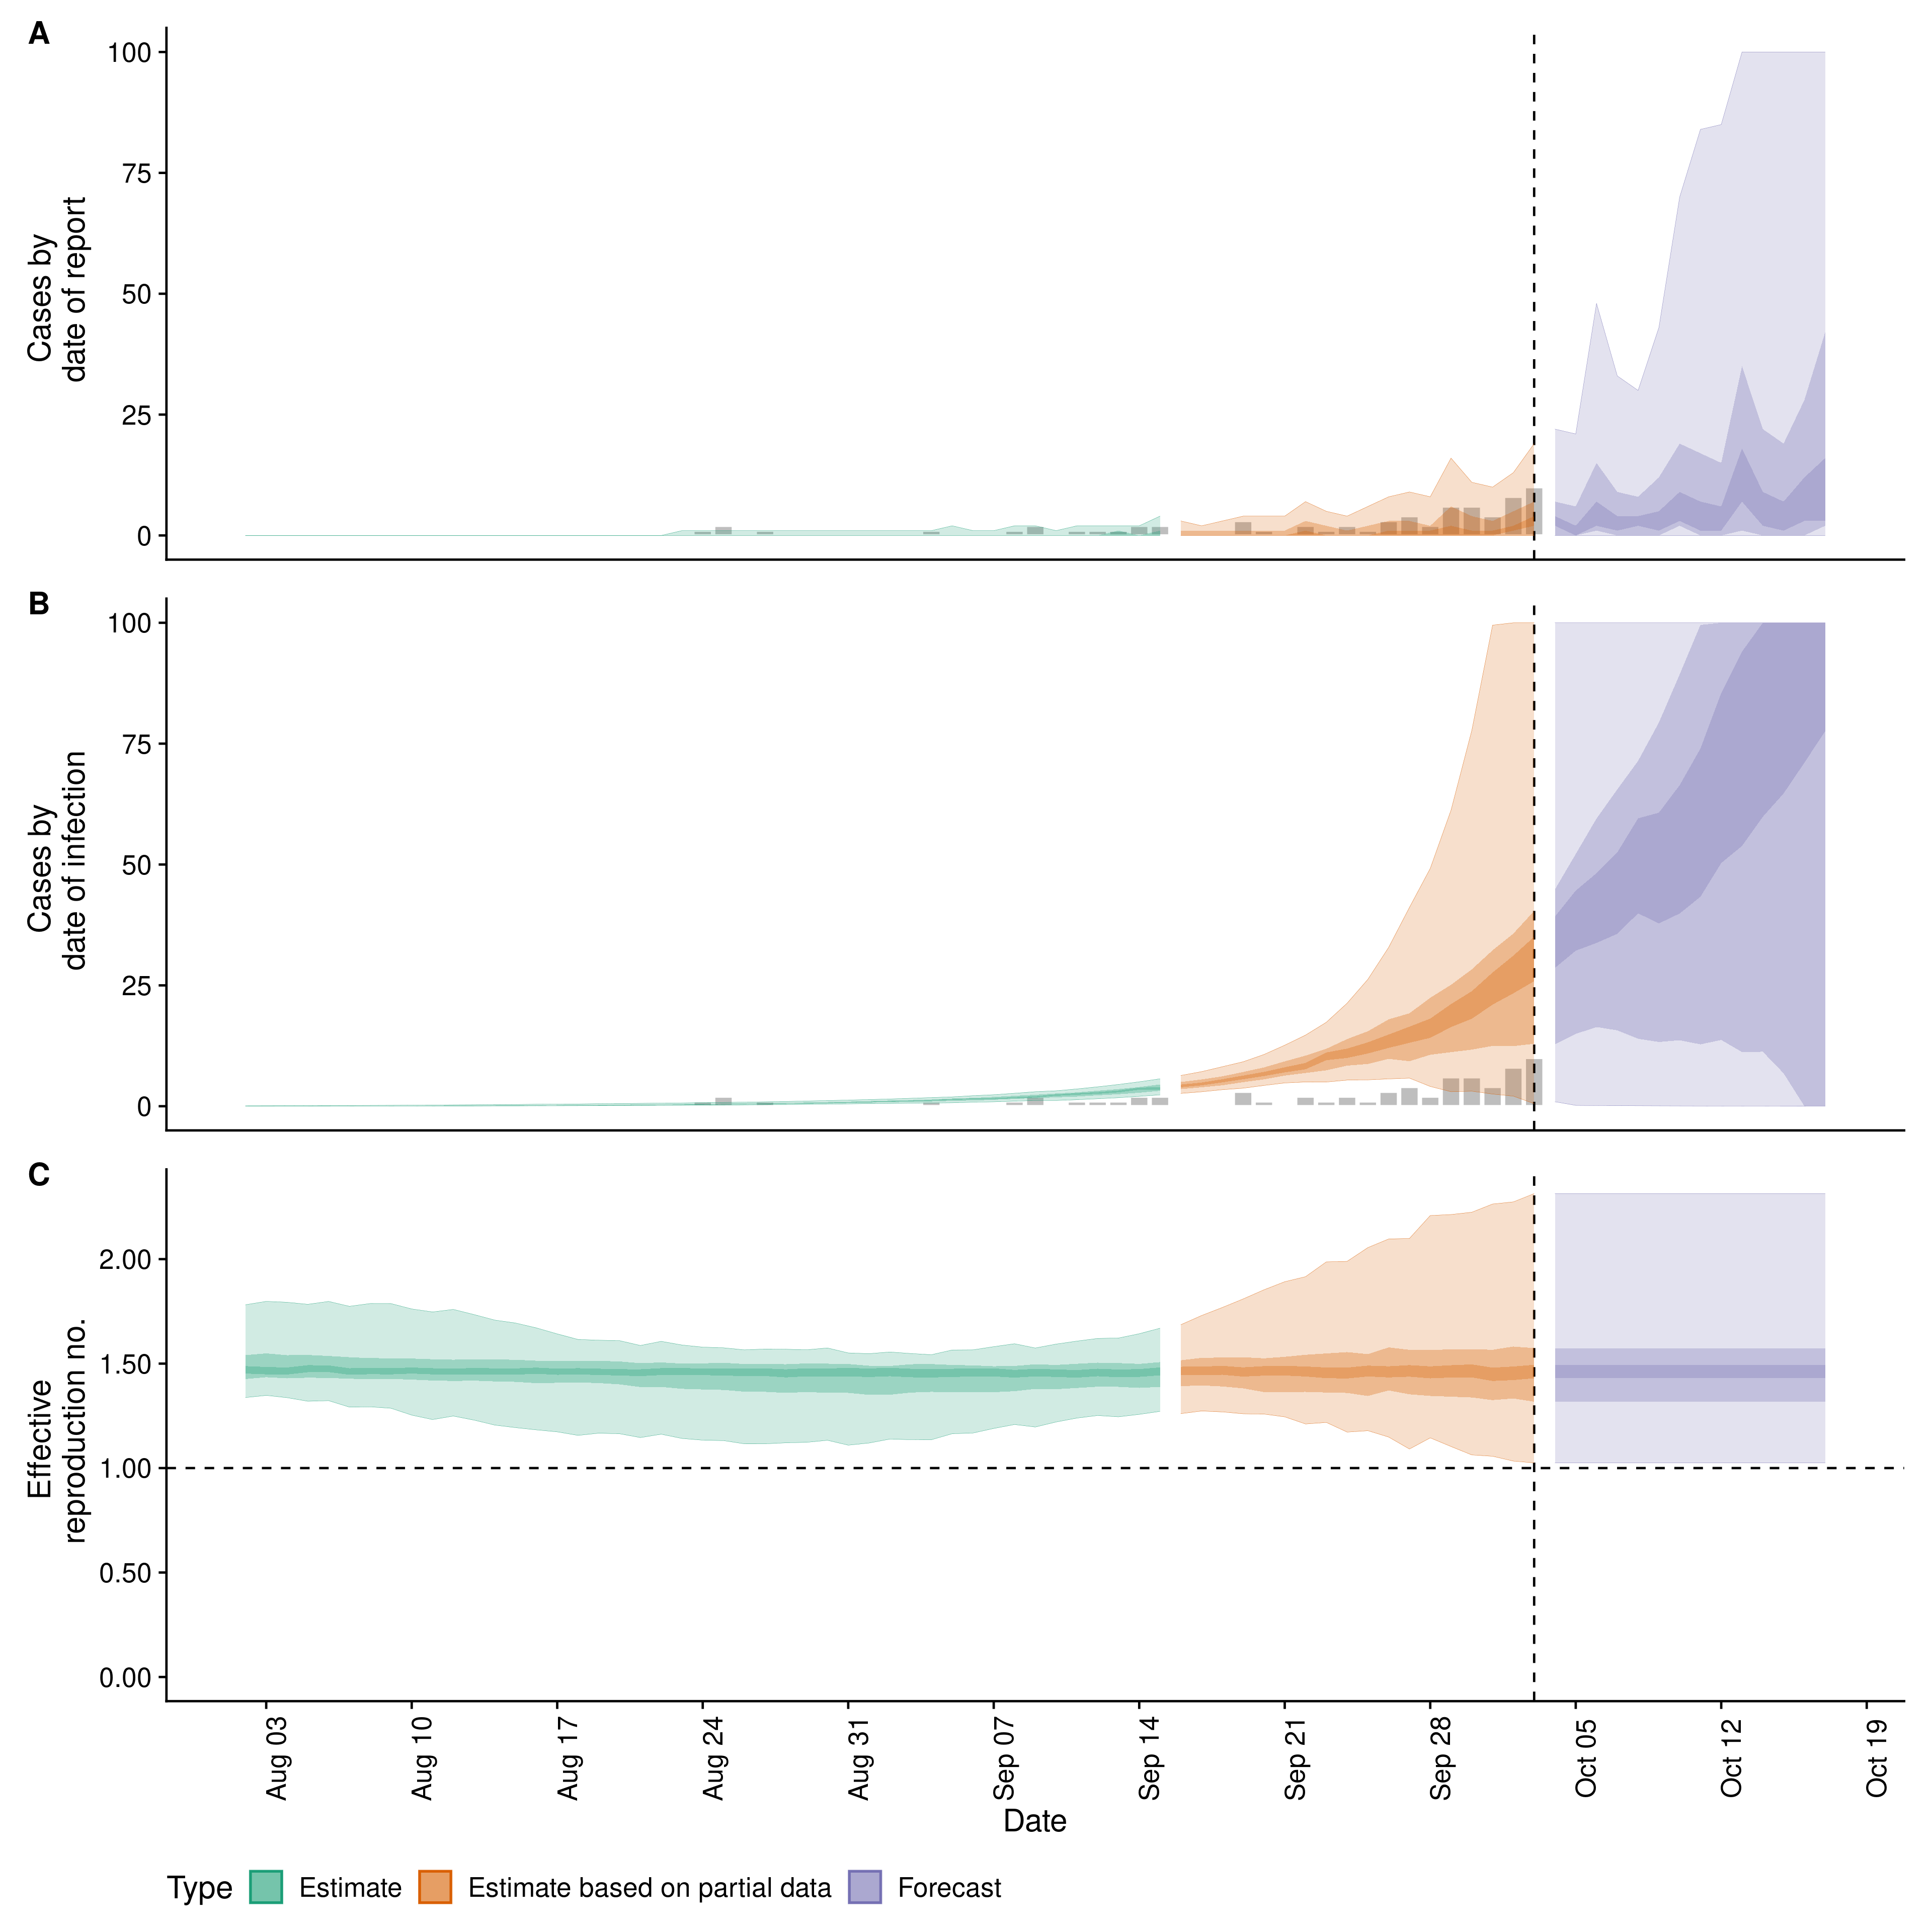 A
Cases by
date of report
100
75
50
25
0
B
Cases by
date of infection
100
75
50
25
0
C
Effective
reproduction no.
2.00
1.50
1.00
0.50
0.00
Aug 03
Aug 10
Aug 17
Aug 24
Aug 31
Sep 07
Sep 14
Sep 21
Sep 28
Oct 05
Oct 12
Oct 19
Date
Type Estimate Estimate based on partial data Forecast